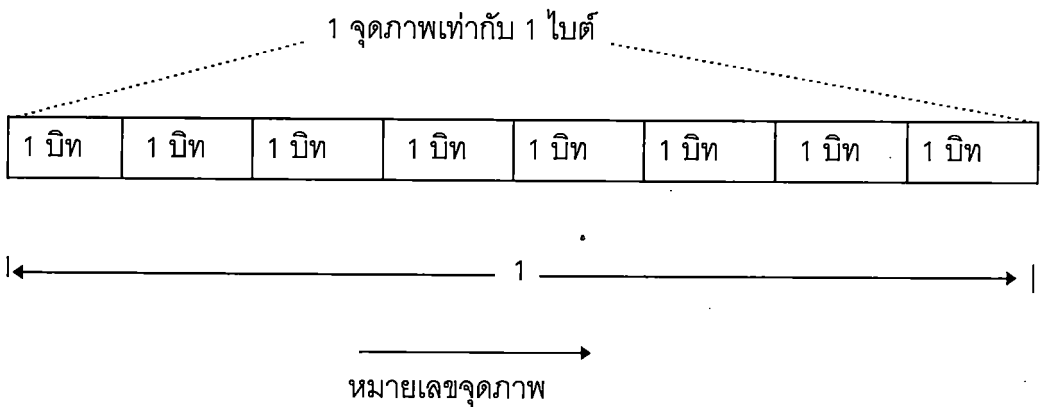 1 จุดภาพเท่ากับ 1 ไบต์
1 บิท 1 บิท 1 บิท 1 บิท 1 บิท 1 บิท 1 บิท 1 บิท
1
หมายเลขจุดภาพ